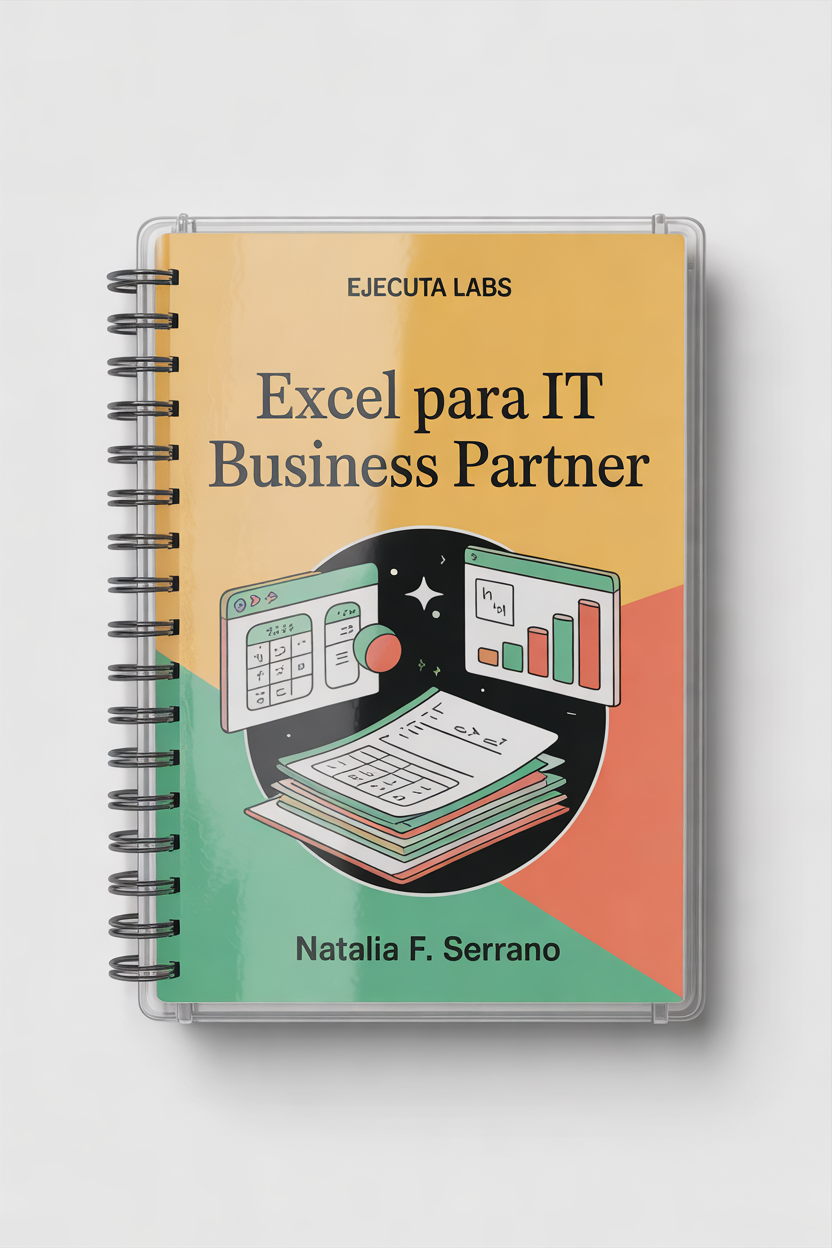 EJECUTA LABS
Excel para IT
Business Partner
Natalia F. Serrano